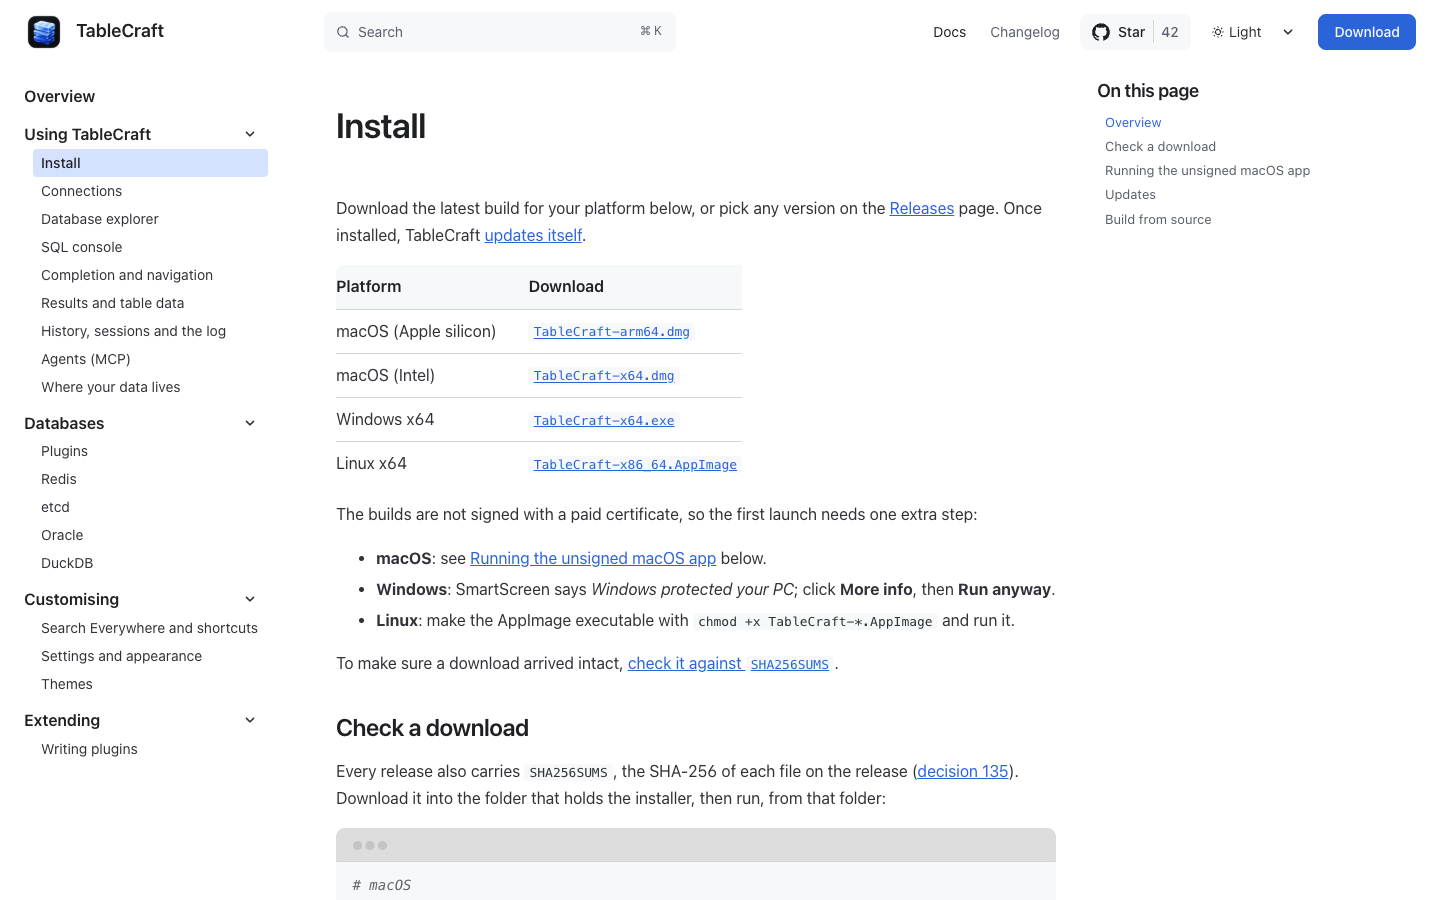 TableCraft
Search
⌘ K
Docs
Changelog
Star
42
Light
Download
Overview
Using TableCraft
Install
Connections
Database explorer
SQL console
Completion and navigation
Results and table data
History, sessions and the log
Agents (MCP)
Where your data lives
Databases
Plugins
Redis
etcd
Oracle
DuckDB
Customising
Search Everywhere and shortcuts
Settings and appearance
Themes
Extending
Writing plugins
Install
Download the latest build for your platform below, or pick any version on the Releases page. Once
installed, TableCraft updates itself.
Platform Download
macOS (Apple silicon) TableCraft-arm64.dmg
macOS (Intel) TableCraft-x64.dmg
Windows x64 TableCraft-x64.exe
Linux x64 TableCraft-x86_64.AppImage
The builds are not signed with a paid certificate, so the first launch needs one extra step:
• macOS: see Running the unsigned macOS app below.
• Windows: SmartScreen says Windows protected your PC; click More info, then Run anyway.
• Linux: make the AppImage executable with chmod +x TableCraft-*.AppImage and run it.
To make sure a download arrived intact, check it against SHA256SUMS.
Check a download
Every release also carries SHA256SUMS, the SHA-256 of each file on the release (decision 135).
Download it into the folder that holds the installer, then run, from that folder:
# macOS
On this page
Overview
Check a download
Running the unsigned macOS app
Updates
Build from source